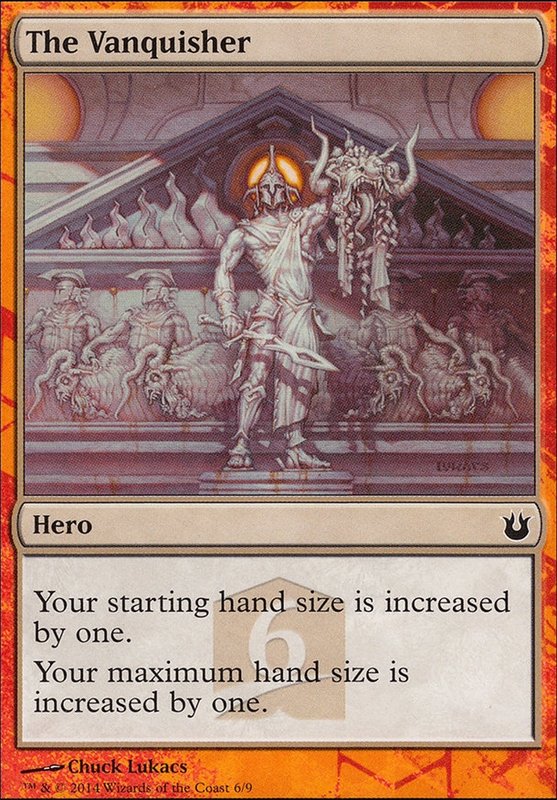 The Vanquisher
LUKACS
Hero
6
Your starting hand size is increased
by one.
Your maximum hand size is
increased by one.
Chuck Lukacs
™ & © 2014 Wizards of the Coast 6/9